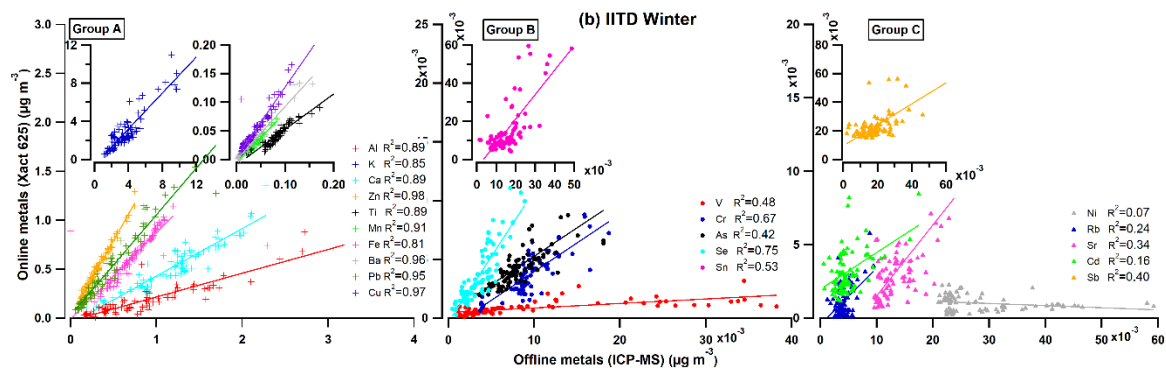 (b) IITD Winter
Group A
Group B
Group C
Online metals (Xact 625) (µg m⁻³)
3.0
2.5
2.0
1.5
1.0
0.5
0.0
0
1
2
3
4
12
8
4
0
0
4
8
12
0.20
0.15
0.10
0.05
0.00
0.00
0.10
0.20
Al R²=0.89
K R²=0.85
Ca R²=0.89
Zn R²=0.98
Ti R²=0.89
Mn R²=0.91
Fe R²=0.81
Ba R²=0.96
Pb R²=0.95
Cu R²=0.97
25
x10⁻³
20
10
5
0
0
10
20
30
40
x10⁻³
60
40
20
0
0
10
20
30
40
50
x10⁻³
x10⁻³
V R²=0.48
Cr R²=0.67
As R²=0.42
Se R²=0.75
Sn R²=0.53
Offline metals (ICP-MS) (µg m⁻³)
20
x10⁻³
15
10
5
0
0
10
20
30
40
50
60
x10⁻³
80
60
40
20
0
0
20
40
60
x10⁻³
x10⁻³
Ni R²=0.07
Rb R²=0.24
Sr R²=0.34
Cd R²=0.16
Sb R²=0.40